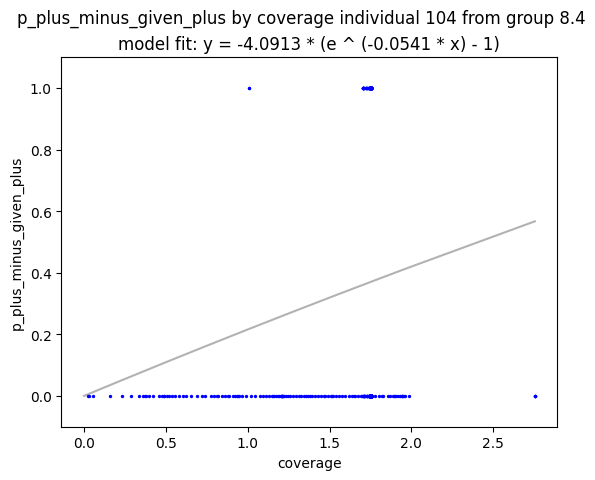 p_plus_minus_given_plus by coverage individual 104 from group 8.4
model fit: y = -4.0913 * (e ^ (-0.0541 * x) - 1)
1.0
0.8
0.6
0.4
0.2
0.0
p_plus_minus_given_plus
0.0 0.5 1.0 1.5 2.0 2.5
coverage